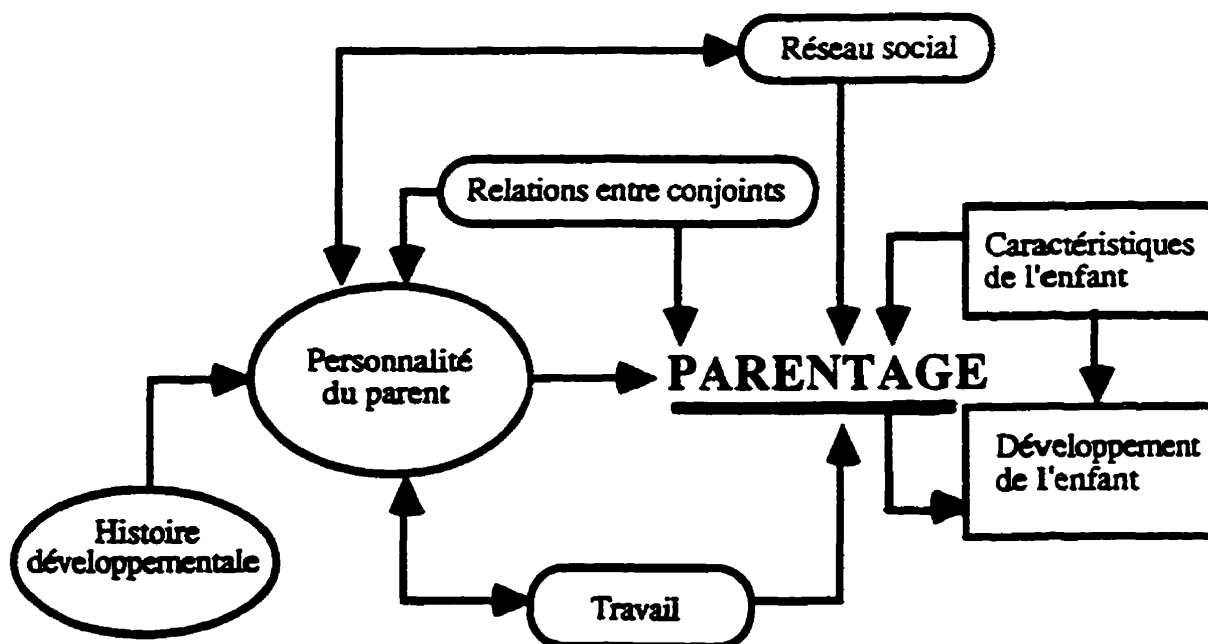 Réseau social
Relations entre conjoints
Caractéristiques
de l'enfant
Personnalité
du parent
PARENTAGE
Développement
de l'enfant
Histoire
développementale
Travail